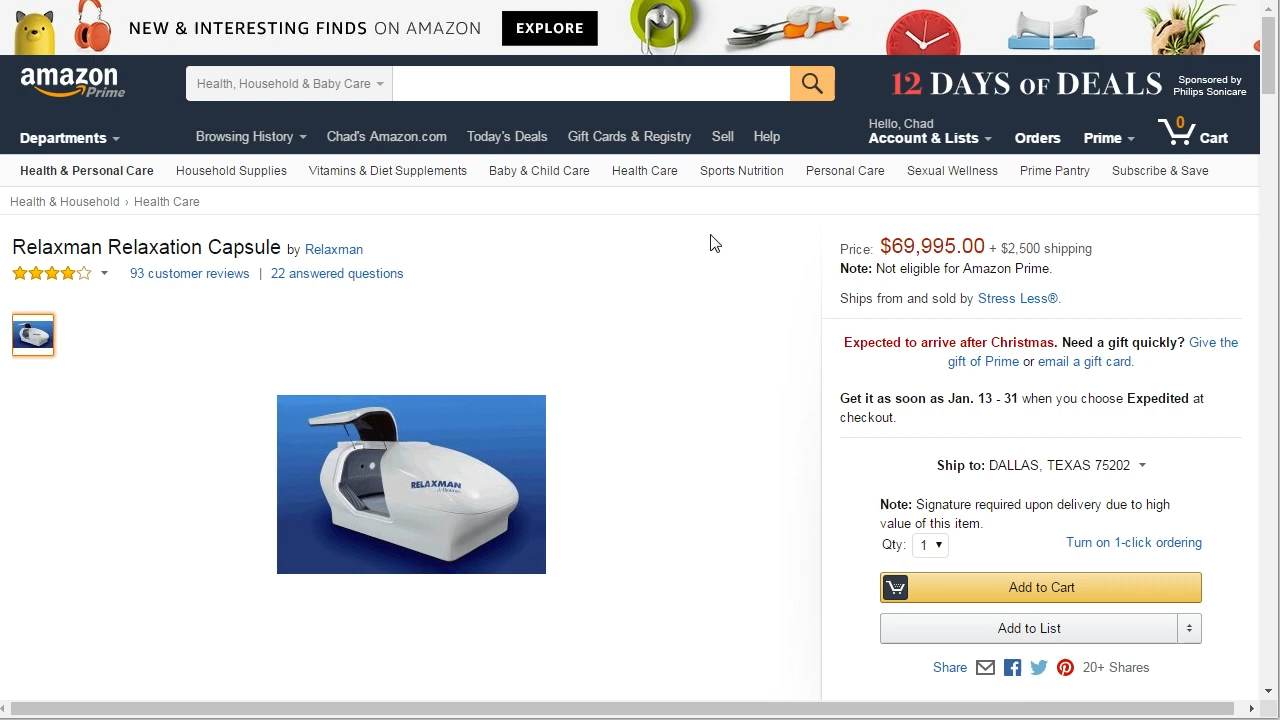 NEW & INTERESTING FINDS ON AMAZON EXPLORE
amazon Prime
Health, Household & Baby Care
12 DAYS OF DEALS
Sponsored by
Philips Sonicare
Departments
Browsing History
Chad's Amazon.com
Today's Deals
Gift Cards & Registry
Sell
Help
Hello, Chad
Account & Lists
Orders
Prime
0
Cart
Health & Personal Care
Household Supplies
Vitamins & Diet Supplements
Baby & Child Care
Health Care
Sports Nutrition
Personal Care
Sexual Wellness
Prime Pantry
Subscribe & Save
Health & Household › Health Care
Relaxman Relaxation Capsule by Relaxman
93 customer reviews | 22 answered questions
RELAXMAN
Price: $69,995.00 + $2,500 shipping
Note: Not eligible for Amazon Prime.
Ships from and sold by Stress Less®.
Expected to arrive after Christmas. Need a gift quickly? Give the
gift of Prime or email a gift card.
Get it as soon as Jan. 13 - 31 when you choose Expedited at
checkout.
Ship to: DALLAS, TEXAS 75202
Note: Signature required upon delivery due to high
value of this item.
Qty: 1
Turn on 1-click ordering
Add to Cart
Add to List
Share
20+ Shares